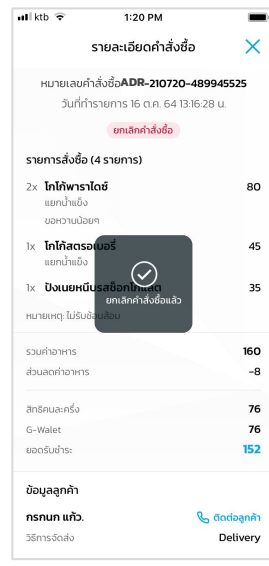 ktb 1:20 PM
รายละเอียดคำสั่งซื้อ
หมายเลขคำสั่งซื้อADR-210720-489945525
วันที่ทำรายการ 16 ต.ค. 64 13:16:28 น.
ยกเลิกคำสั่งซื้อ
รายการสั่งซื้อ (4 รายการ)
2x โกโก้พาราไดซ์ 80
แยกน้ำแข็ง
ขอหวานน้อยๆ
1x โกโก้สตรอเบอรี่ 45
แยกน้ำแข็ง
1x ปังเนยหนึบรสช็อกโกแลต 35
ยกเลิกคำสั่งซื้อแล้ว
หมายเหตุ: ไม่รับช้อนส้อม
รวมค่าอาหาร 160
ส่วนลดค่าอาหาร -8
สิทธิคนละครึ่ง 76
G-Walet 76
ยอดรับชำระ 152
ข้อมูลลูกค้า
กรกนก แก้ว. ติดต่อลูกค้า
วิธีการจัดส่ง Delivery